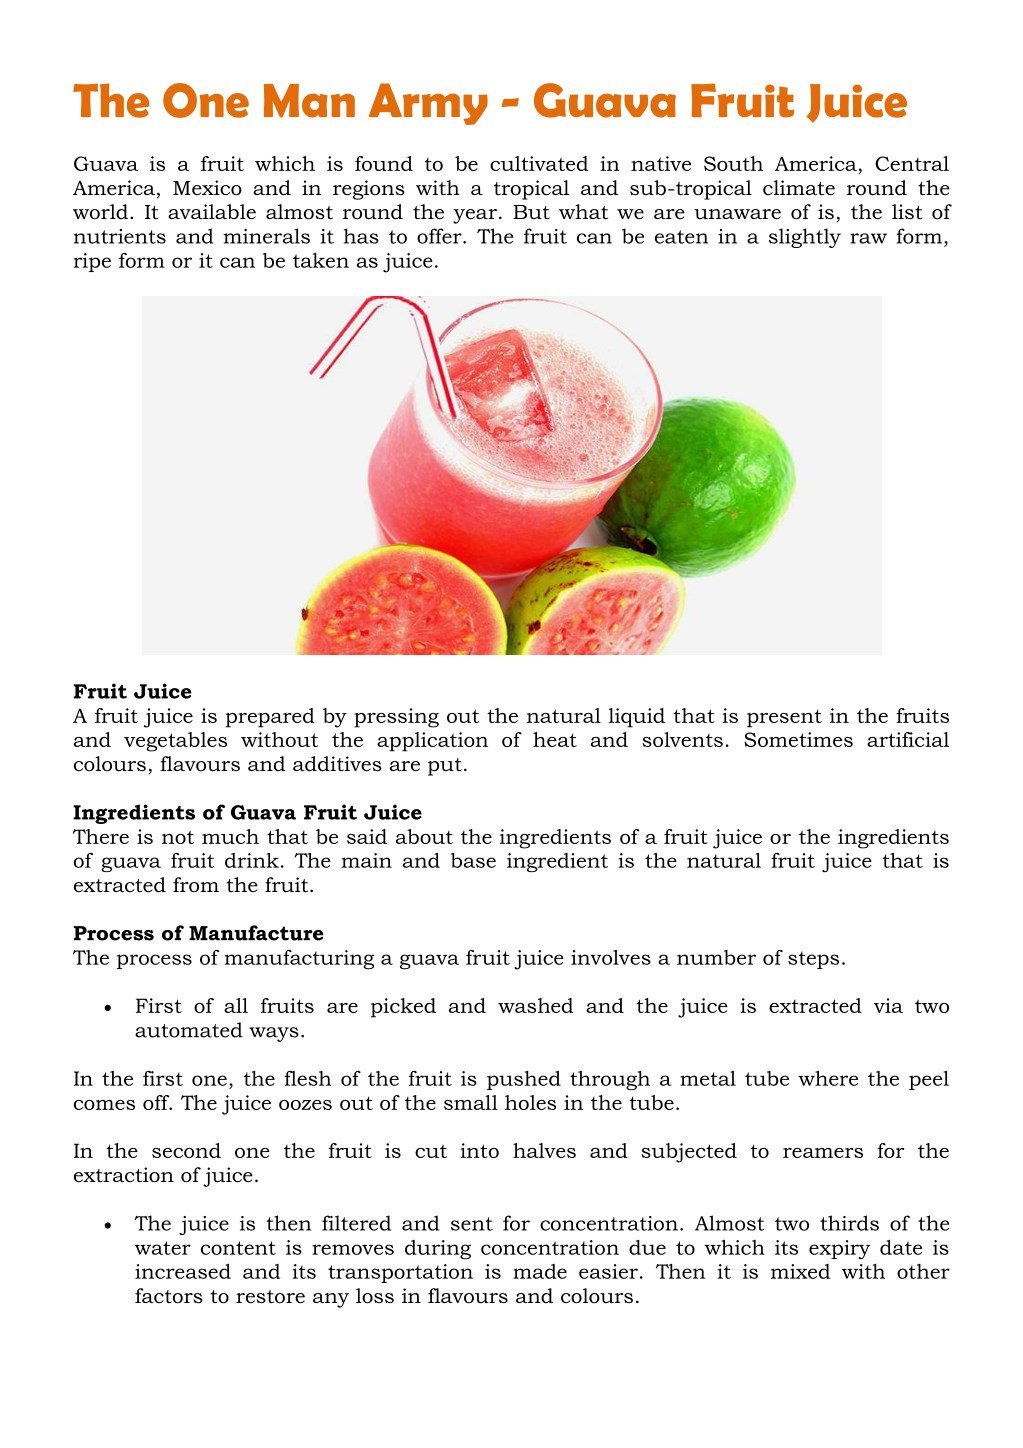 The One Man Army - Guava Fruit Juice
Guava is a fruit which is found to be cultivated in native South America, Central
America, Mexico and in regions with a tropical and sub-tropical climate round the
world. It available almost round the year. But what we are unaware of is, the list of
nutrients and minerals it has to offer. The fruit can be eaten in a slightly raw form,
ripe form or it can be taken as juice.
Fruit Juice
A fruit juice is prepared by pressing out the natural liquid that is present in the fruits
and vegetables without the application of heat and solvents. Sometimes artificial
colours, flavours and additives are put.
Ingredients of Guava Fruit Juice
There is not much that be said about the ingredients of a fruit juice or the ingredients
of guava fruit drink. The main and base ingredient is the natural fruit juice that is
extracted from the fruit.
Process of Manufacture
The process of manufacturing a guava fruit juice involves a number of steps.
• First of all fruits are picked and washed and the juice is extracted via two
automated ways.
In the first one, the flesh of the fruit is pushed through a metal tube where the peel
comes off. The juice oozes out of the small holes in the tube.
In the second one the fruit is cut into halves and subjected to reamers for the
extraction of juice.
• The juice is then filtered and sent for concentration. Almost two thirds of the
water content is removes during concentration due to which its expiry date is
increased and its transportation is made easier. Then it is mixed with other
factors to restore any loss in flavours and colours.